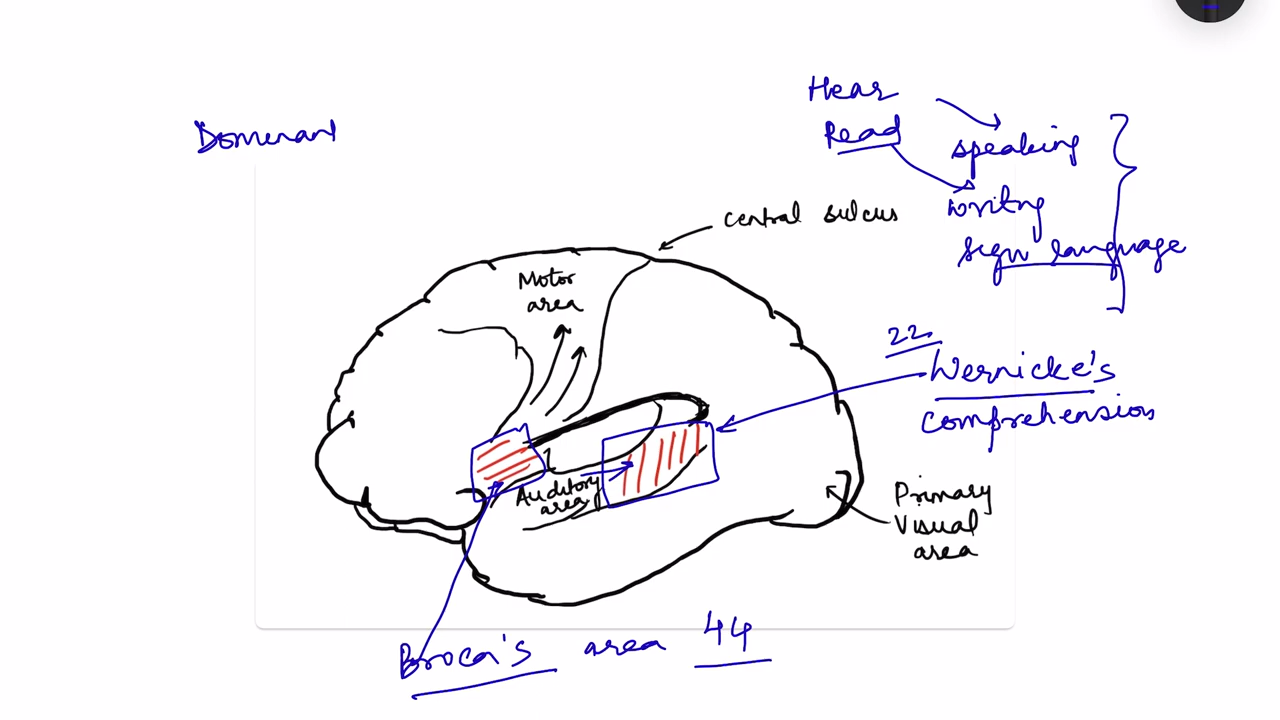 Hear
Read
Dominant
speaking
writing
central sulcus
sign language
Motor
area
22
Wernicke's
comprehension
Auditory
area
Primary
Visual
area
Broca's area 44